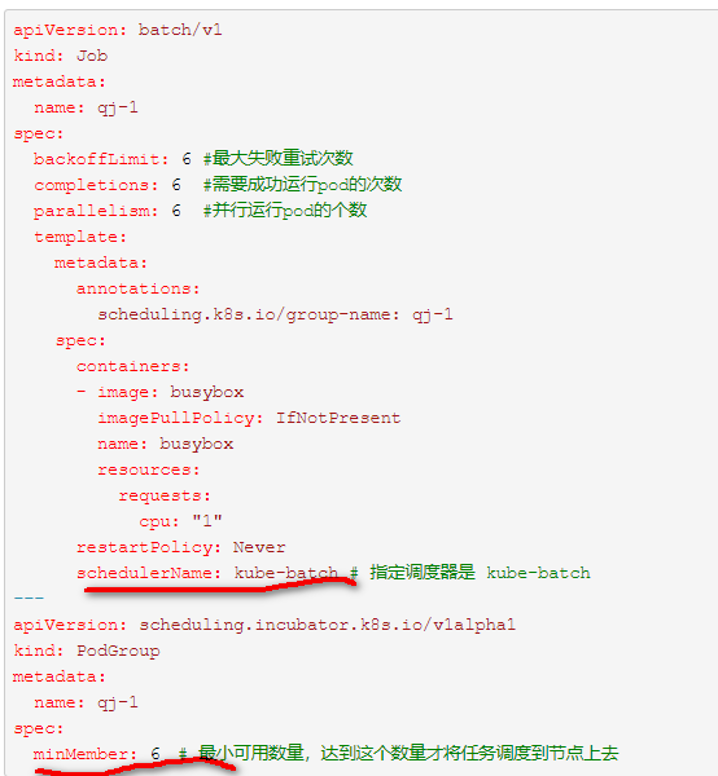 apiVersion: batch/v1
kind: Job
metadata:
  name: qj-1
spec:
  backoffLimit: 6 #最大失败重试次数
  completions: 6  #需要成功运行pod的次数
  parallelism: 6  #并行运行pod的个数
  template:
    metadata:
      annotations:
        scheduling.k8s.io/group-name: qj-1
    spec:
      containers:
      - image: busybox
        imagePullPolicy: IfNotPresent
        name: busybox
        resources:
          requests:
            cpu: "1"
      restartPolicy: Never
      schedulerName: kube-batch # 指定调度器是 kube-batch
---
apiVersion: scheduling.incubator.k8s.io/v1alpha1
kind: PodGroup
metadata:
  name: qj-1
spec:
  minMember: 6  # 最小可用数量，达到这个数量才将任务调度到节点上去